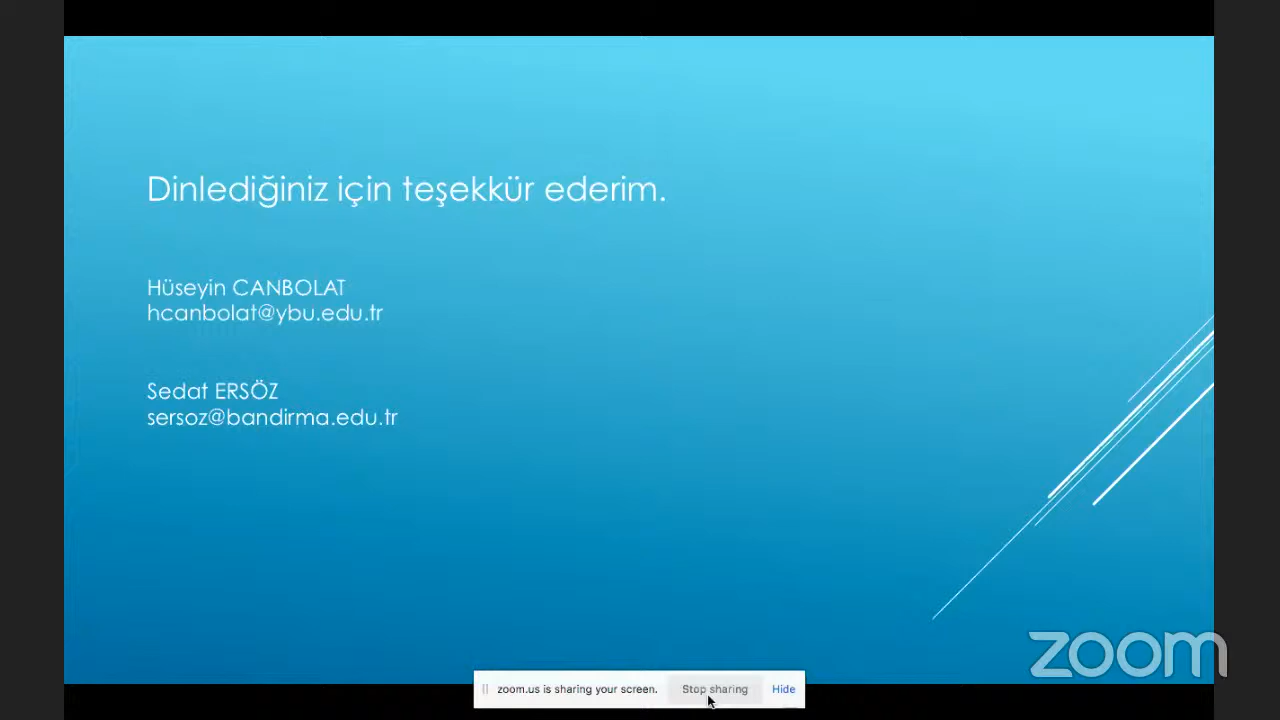 Dinlediğiniz için teşekkür ederim.
Hüseyin CANBOLAT
hcanbolat@ybu.edu.tr
Sedat ERSÖZ
sersoz@bandirma.edu.tr
zoom
zoom.us is sharing your screen. Stop sharing Hide